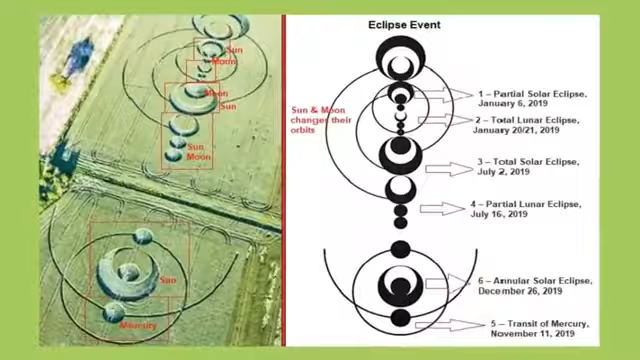 Eclipse Event
Sun
Moon
Moon
Sun
Sun
Moon
Sun
Mercury
Sun & Moon
changes their
orbits
1 – Partial Solar Eclipse,
January 6, 2019
2 – Total Lunar Eclipse,
January 20/21, 2019
3 – Total Solar Eclipse,
July 2, 2019
4 – Partial Lunar Eclipse,
July 16, 2019
6 – Annular Solar Eclipse,
December 26, 2019
5 – Transit of Mercury,
November 11, 2019